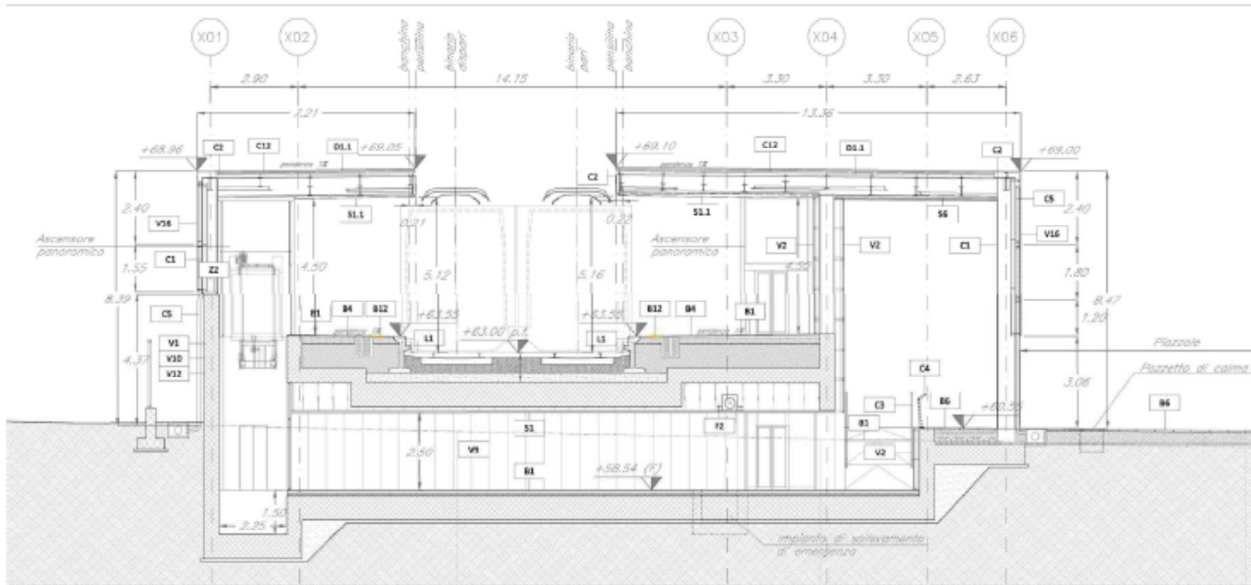 X01
X02
banchina
pensilina
binario
dispari
binario
pari
pensilina
banchina
X03
X04
X05
X06
2.90
14.15
3.30
3.30
2.63
13.36
+68.96
C2
C12
D1.1
+69.05
+69.10
C12
D1.1
C2
+69.00
pendenza 1%
pendenza 1%
C2
2.40
V16
S1.1
0.21
0.22
S1.1
S6
C5
2.40
V16
Ascensore
panoramico
Ascensore
panoramico
V2
V2
C1
C1
Z2
1.55
4.50
5.12
5.16
4.50
1.80
8.39
8.47
C5
B1
B4
B12
+63.55
+63.55
B12
B4
B1
1.20
L1
+63.00 p.f.
L1
V1
V10
V12
4.37
Piazzale
Pozzetto di calma
3.06
C4
C3
B6
B6
+60.55
S1
F2
B1
V2
2.50
V9
B1
+58.54 (F)
1.50
2.25
Impianto di sollevamento
di emergenza